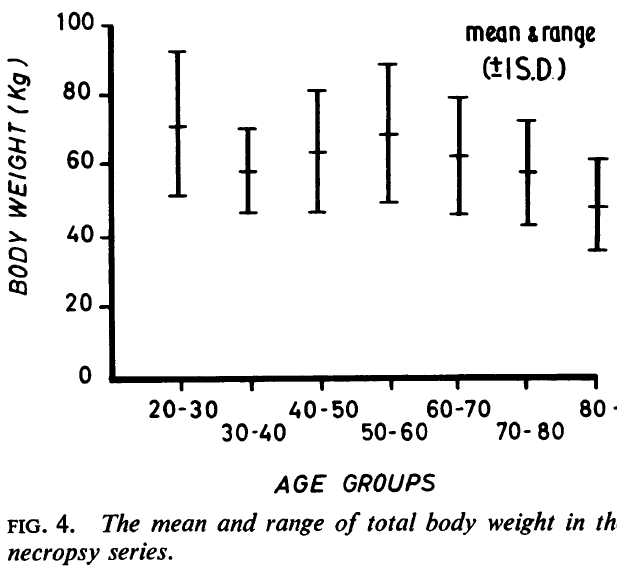 100
80
60
40
20
0
BODY WEIGHT (Kg)
mean & range
(±1 S.D.)
20-30 40-50 60-70 80-
30-40 50-60 70-80
AGE GROUPS
FIG. 4. The mean and range of total body weight in the
necropsy series.